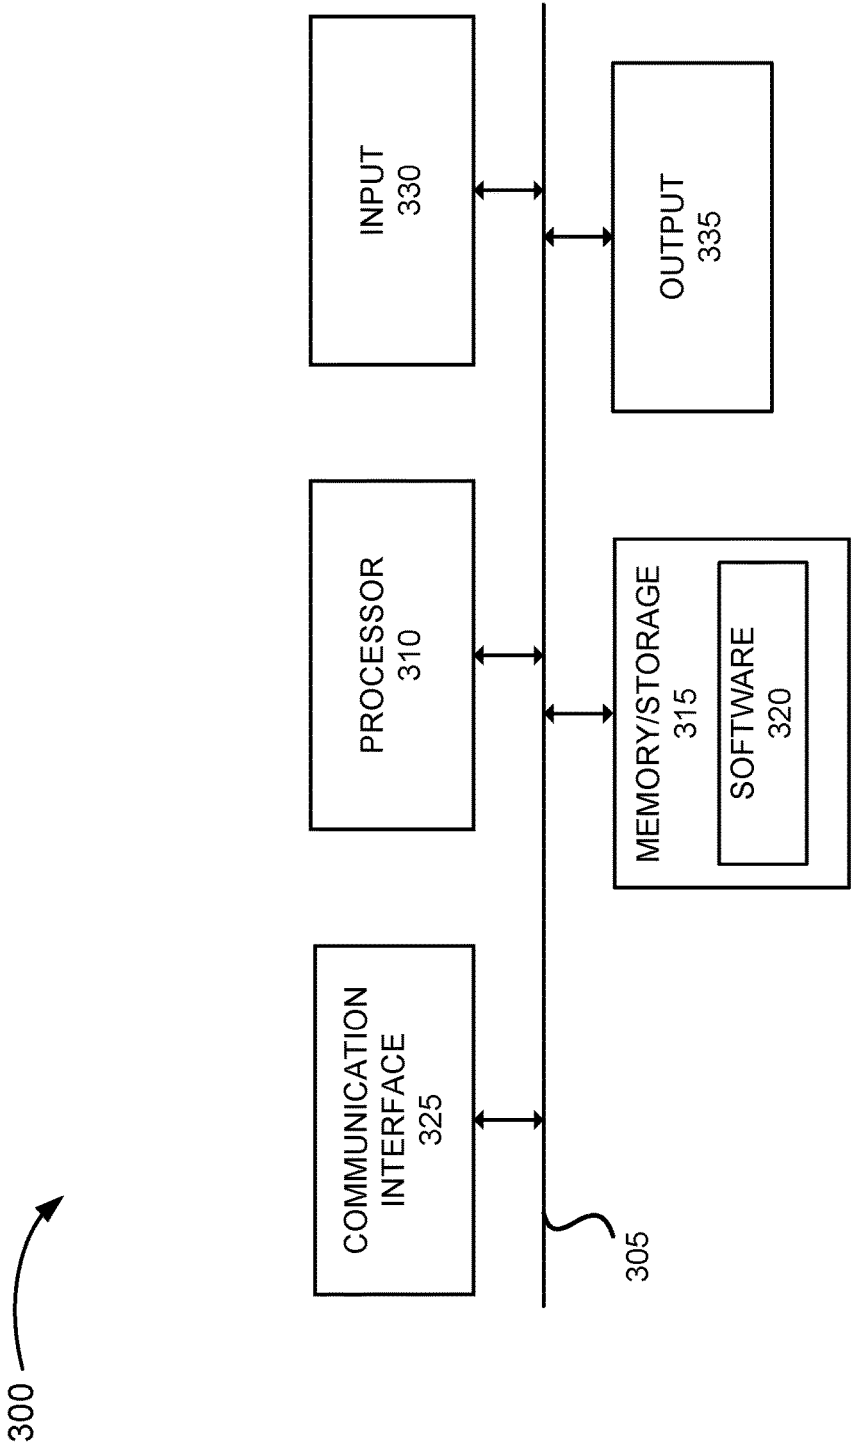 300
COMMUNICATION
INTERFACE
325
PROCESSOR
310
INPUT
330
305
MEMORY/STORAGE
315
SOFTWARE
320
OUTPUT
335